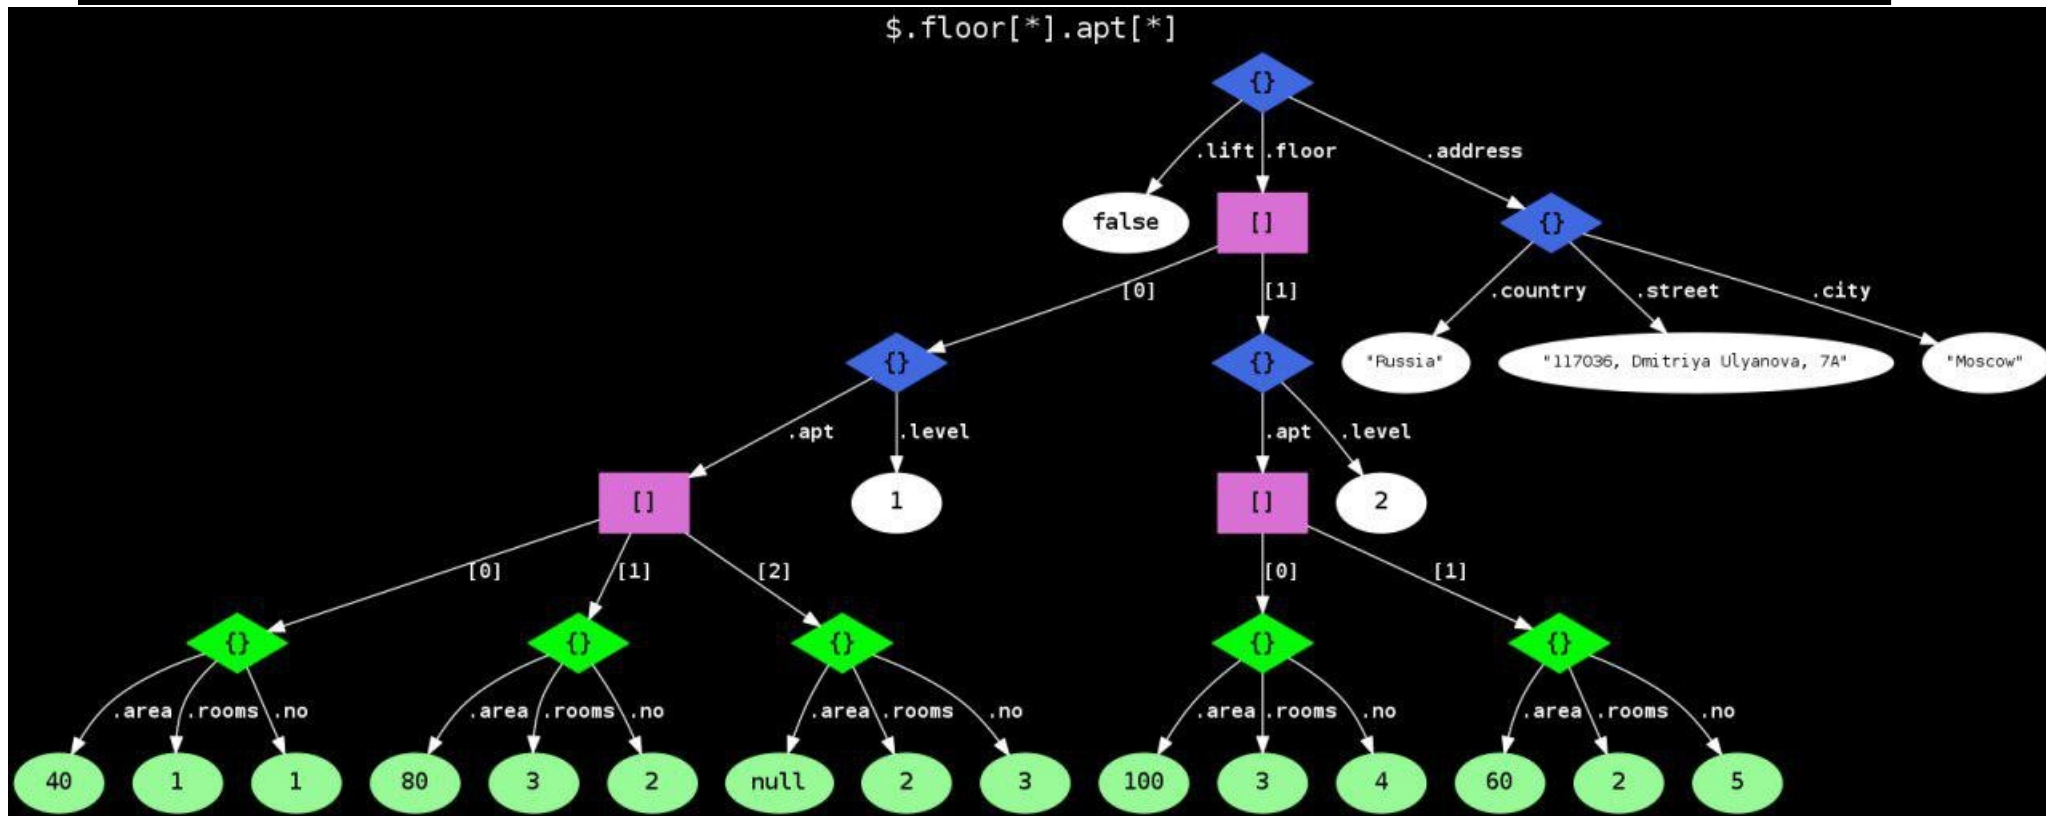 $.floor[*].apt[*]
{}
.lift .floor .address
false [] {}
[0] [1] .country .street .city
{} {} "Russia" "117036, Dmitriya Ulyanova, 7A" "Moscow"
.apt .level .apt .level
[] 1 [] 2
[0] [1] [2] [0] [1]
{} {} {} {} {}
.area .rooms .no .area .rooms .no .area .rooms .no .area .rooms .no .area .rooms .no
40 1 1 80 3 2 null 2 3 100 3 4 60 2 5